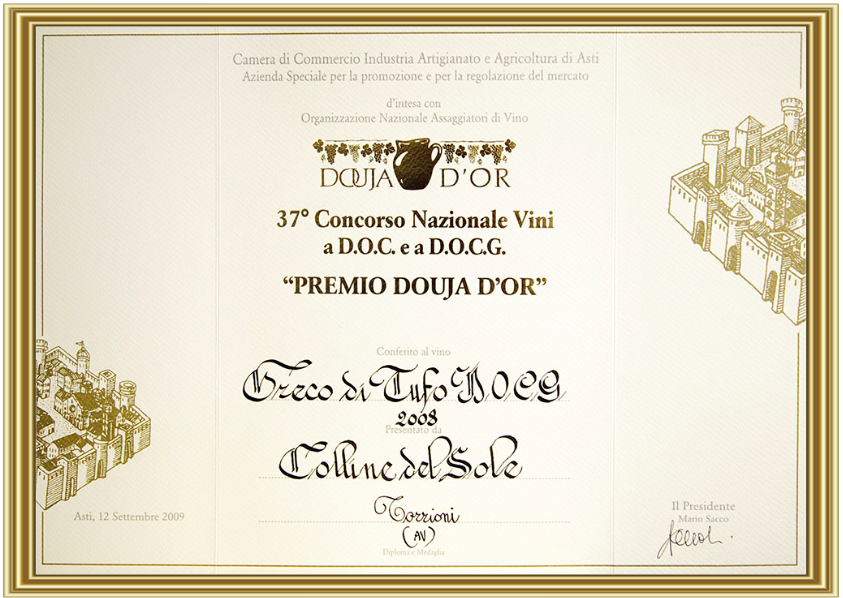 Camera di Commercio Industria Artigianato e Agricoltura di Asti
Azienda Speciale per la promozione e per la regolazione del mercato
d'intesa con
Organizzazione Nazionale Assaggiatori di Vino
DOUJA D'OR
37° Concorso Nazionale Vini
a D.O.C. e a D.O.C.G.
“PREMIO DOUJA D'OR”
Conferito al vino
Greco di Tufo D.O.C.G.
2008
Presentato da
Colline del Sole
Torrioni
(AV)
Diploma e Medaglia
Asti, 12 Settembre 2009
Il Presidente
Mario Sacco